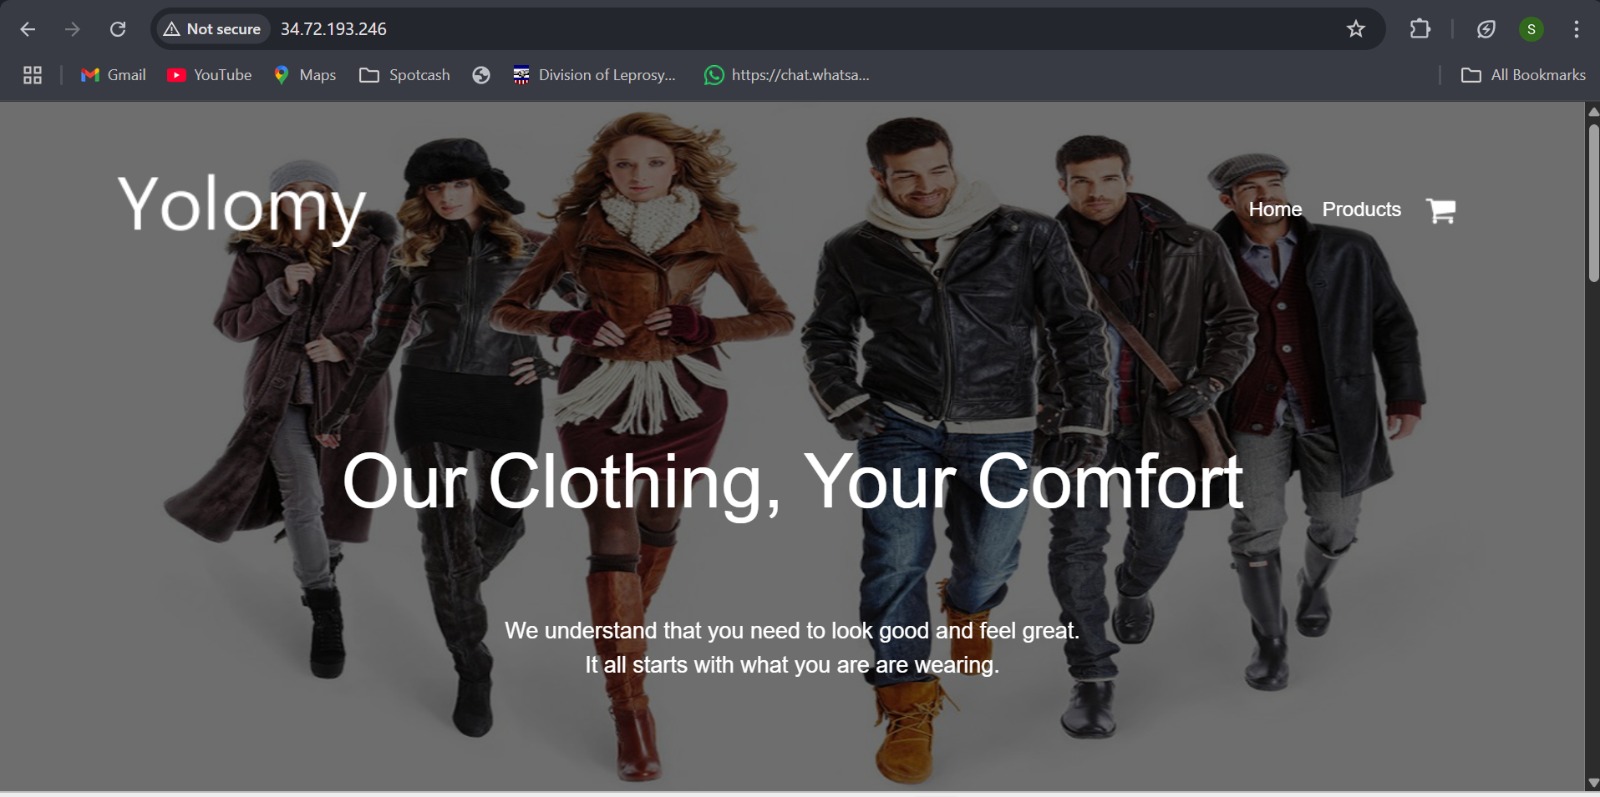 Not secure 34.72.193.246 S
Gmail YouTube Maps Spotcash Division of Leprosy... https://chat.whatsa... All Bookmarks
Yolomy
Home Products
Our Clothing, Your Comfort
We understand that you need to look good and feel great.
It all starts with what you are are wearing.